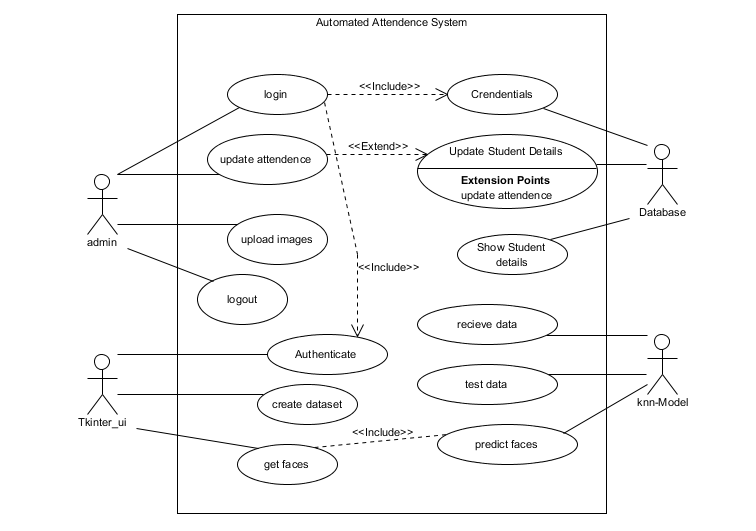 Automated Attendence System
<<Include>>
login
Crendentials
<<Extend>>
update attendence
Update Student Details
Extension Points
update attendence
Database
admin
upload images
Show Student
details
<<Include>>
logout
recieve data
Authenticate
test data
knn-Model
create dataset
Tkinter_ui
<<Include>>
predict faces
get faces